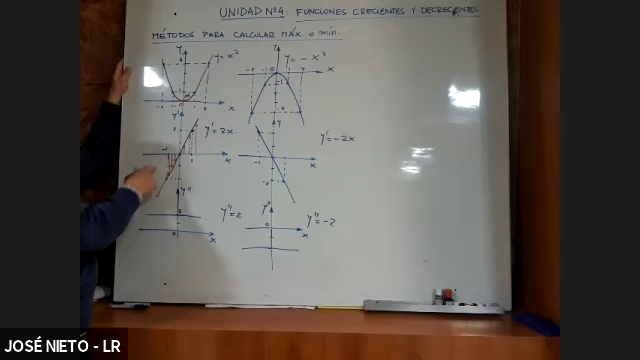 UNIDAD Nº4: FUNCIONES CRECIENTES Y DECRECIENTES.
MÉTODOS PARA CALCULAR MÁX. o mín.
y = x²
y = - x²
y' = 2x
y' = -2x
y'' = 2
y'' = -2
JOSÉ NIETO - LR